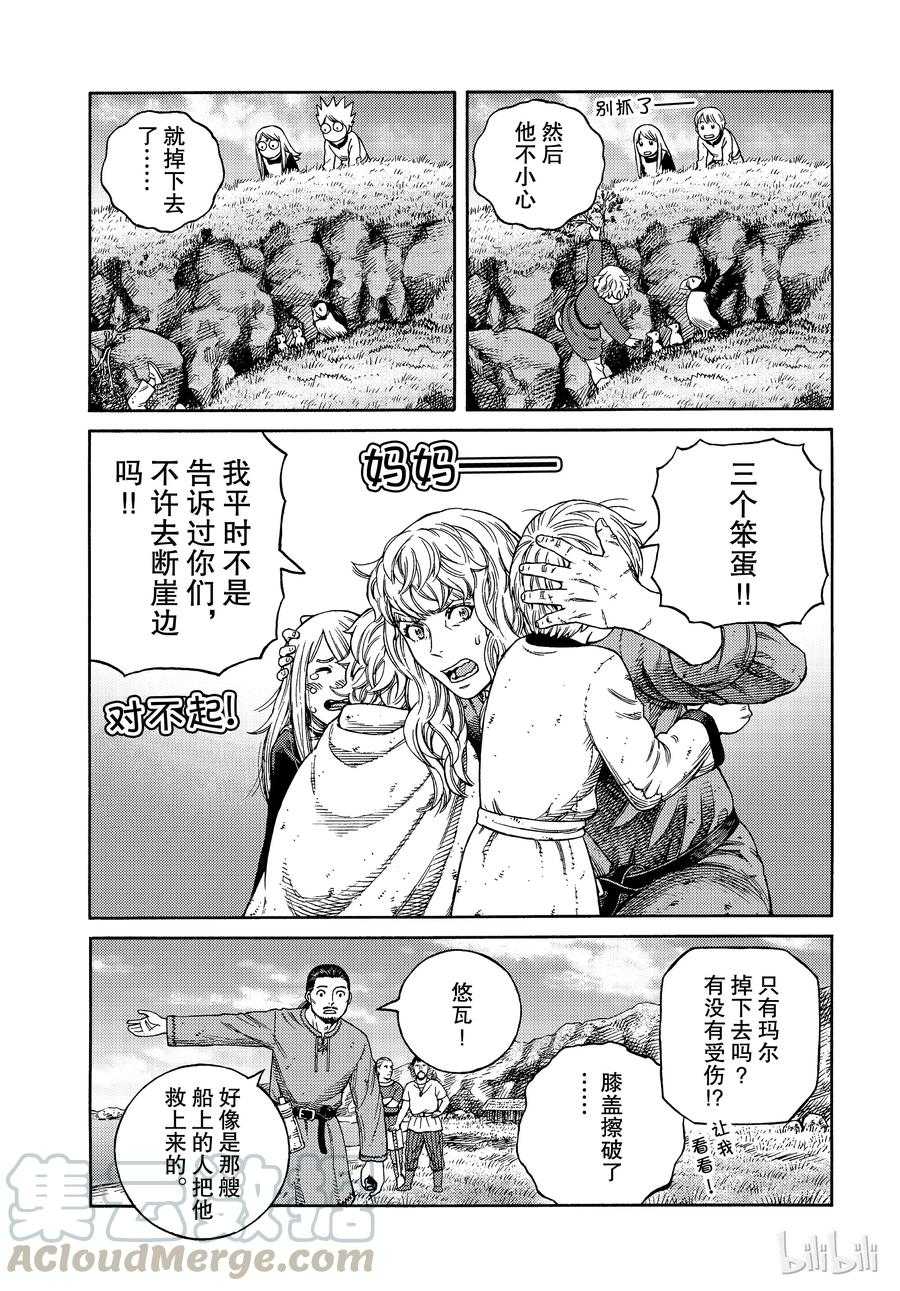 别抓了——
然后
他不小心
就掉下去
了……
三个笨蛋!!
妈妈——
我平时不是
告诉过你们,
不许去断崖边
吗!!
对不起!
只有玛尔
掉下去吗?
有没有受伤!?
让我
看看!
膝盖擦破了
……
悠瓦!
好像是那艘
船上的人把他
救上来的。
集云数据
ACloudMerge.com
bilibili